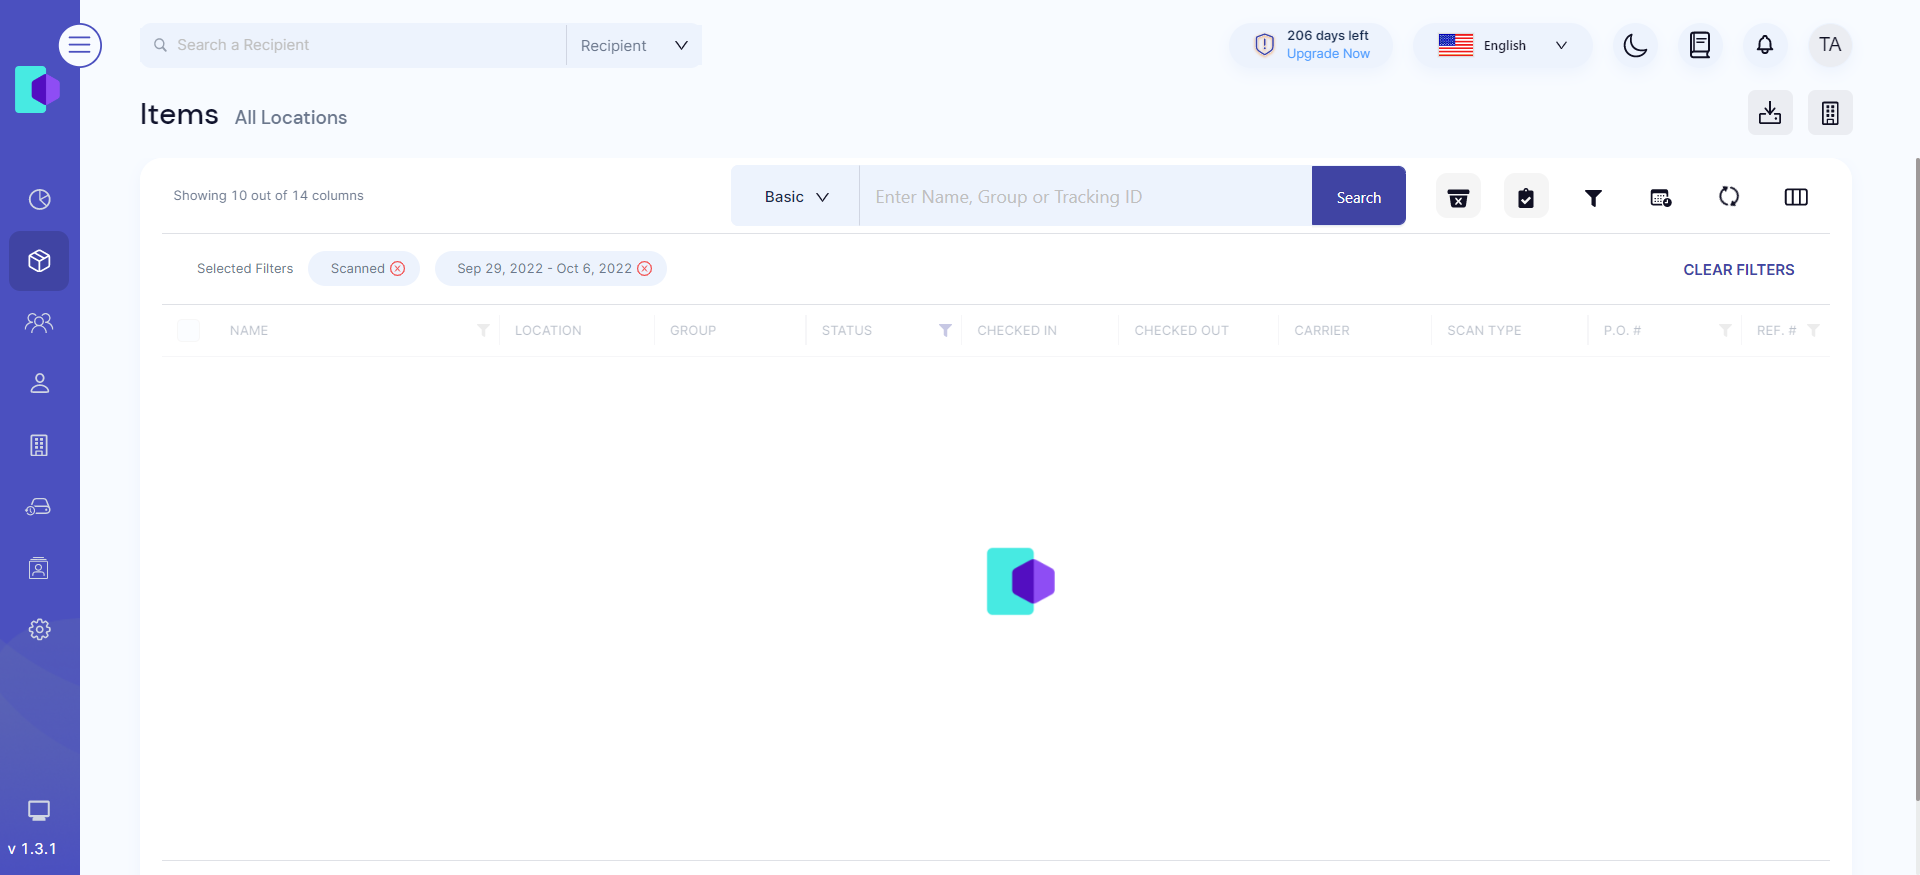 Search a Recipient
Recipient
206 days left
Upgrade Now
English
TA
Items
All Locations
Showing 10 out of 14 columns
Basic
Enter Name, Group or Tracking ID
Search
Selected Filters
Scanned
Sep 29, 2022 - Oct 6, 2022
CLEAR FILTERS
NAME
LOCATION
GROUP
STATUS
CHECKED IN
CHECKED OUT
CARRIER
SCAN TYPE
P.O. #
REF. #
v 1.3.1